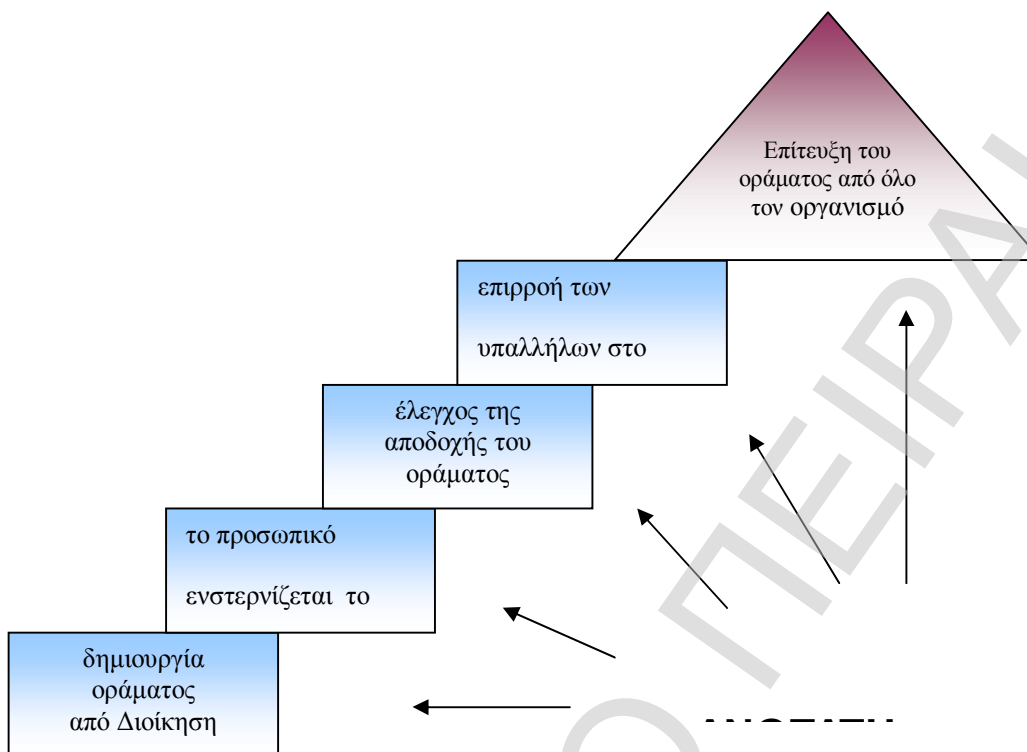 Επίτευξη του
οράματος από όλο
τον οργανισμό
επιρροή των
υπαλλήλων στο
έλεγχος της
αποδοχής του
οράματος
το προσωπικό
ενστερνίζεται το
δημιουργία
οράματος
από Διοίκηση
Ο ΠΕΙΡΑΙ